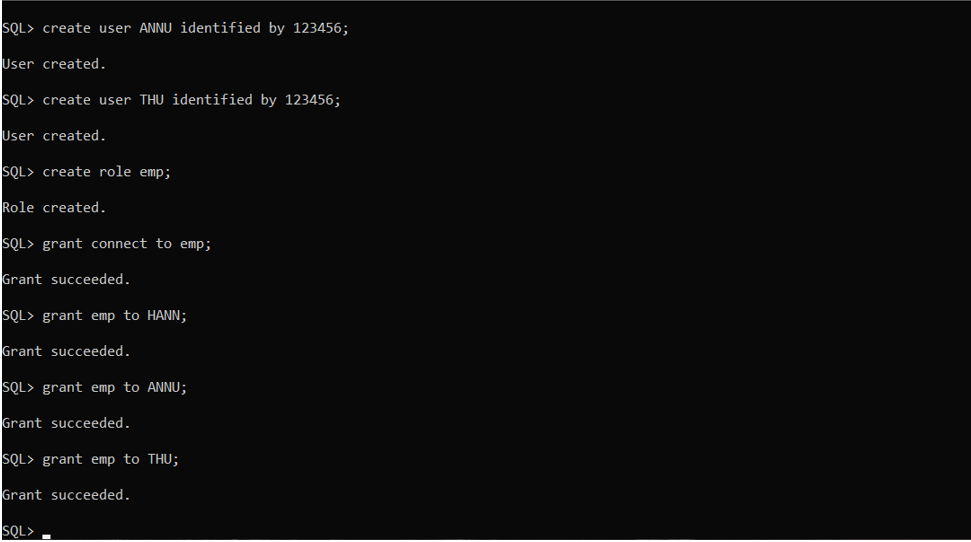 SQL> create user ANNU identified by 123456;
User created.
SQL> create user THU identified by 123456;
User created.
SQL> create role emp;
Role created.
SQL> grant connect to emp;
Grant succeeded.
SQL> grant emp to HANN;
Grant succeeded.
SQL> grant emp to ANNU;
Grant succeeded.
SQL> grant emp to THU;
Grant succeeded.
SQL>